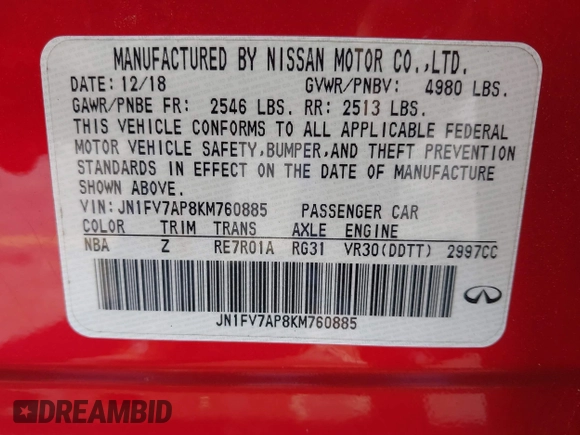 MANUFACTURED BY NISSAN MOTOR CO.,LTD.
DATE: 12/18 GVWR/PNBV: 4980 LBS.
GAWR/PNBE FR: 2546 LBS. RR: 2513 LBS.
THIS VEHICLE CONFORMS TO ALL APPLICABLE FEDERAL
MOTOR VEHICLE SAFETY,BUMPER,AND THEFT PREVENTION
STANDARDS IN EFFECT ON THE DATE OF MANUFACTURE
SHOWN ABOVE.
VIN: JN1FV7AP8KM760885 PASSENGER CAR
COLOR TRIM TRANS AXLE ENGINE
NBA Z RE7R01A RG31 VR30(DDTT) 2997CC
JN1FV7AP8KM760885
DREAMBID